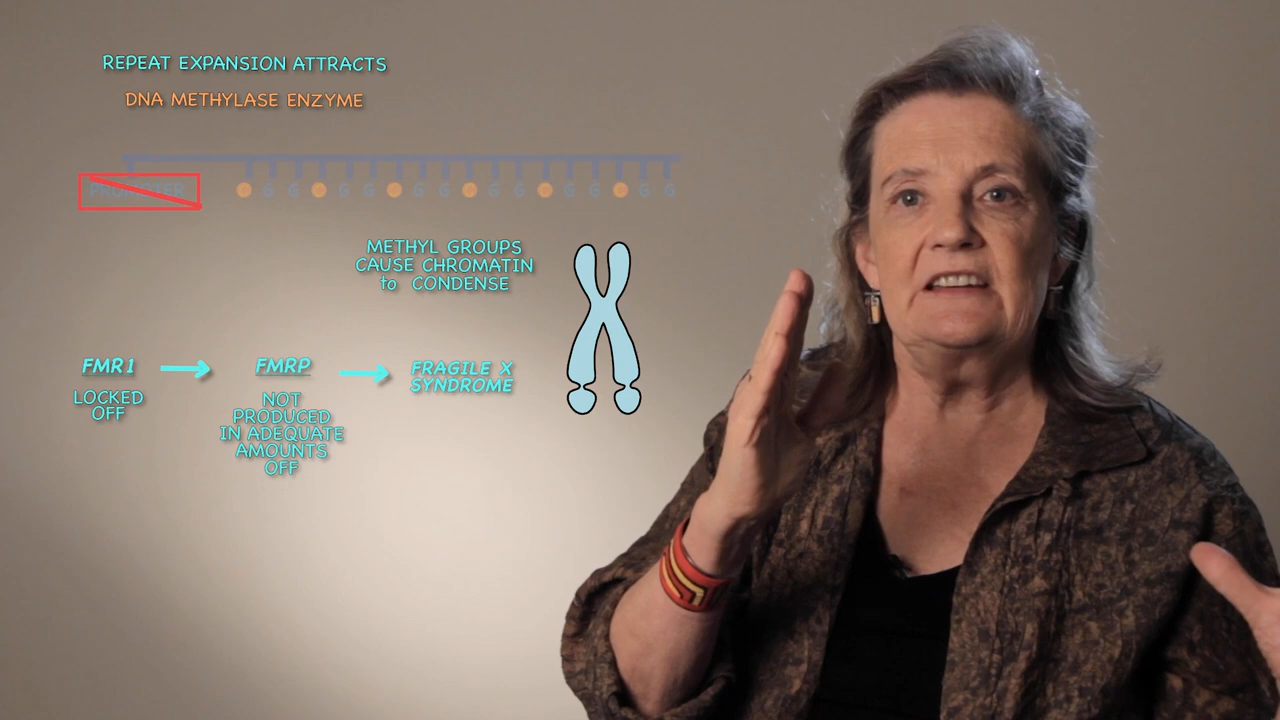 REPEAT EXPANSION ATTRACTS
DNA METHYLASE ENZYME
PROMOTER
G G G G G G G G G G G G
METHYL GROUPS
CAUSE CHROMATIN
to CONDENSE
FMR1
FMRP
FRAGILE X
SYNDROME
LOCKED
OFF
NOT
PRODUCED
IN ADEQUATE
AMOUNTS
OFF